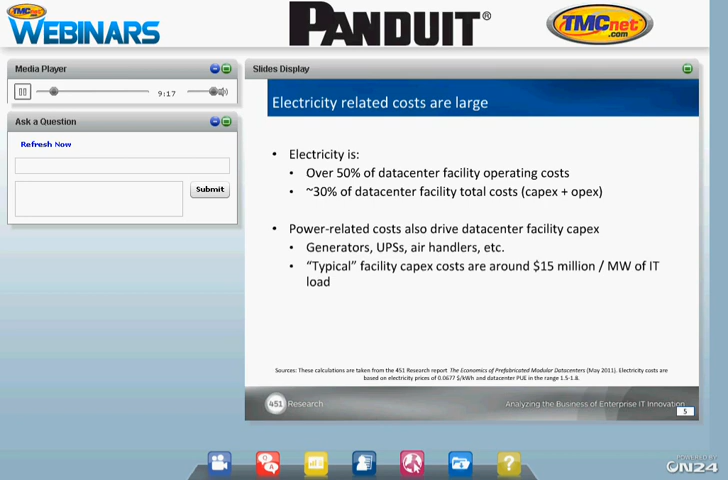 TMCnet
WEBINARS
PANDUIT®
TMCnet
.com
Media Player
9:17
Ask a Question
Refresh Now
Submit
Slides Display
Electricity related costs are large
• Electricity is:
• Over 50% of datacenter facility operating costs
• ~30% of datacenter facility total costs (capex + opex)
• Power-related costs also drive datacenter facility capex
• Generators, UPSs, air handlers, etc.
• “Typical” facility capex costs are around $15 million / MW of IT
load
Sources: These calculations are taken from the 451 Research report The Economics of Prefabricated Modular Datacenters (May 2011). Electricity costs are
based on electricity prices of 0.0677 $/kWh and datacenter PUE in the range 1.5-1.8.
451 Research
Analyzing the Business of Enterprise IT Innovation
5
Q
A
?
POWERED BY
ON24